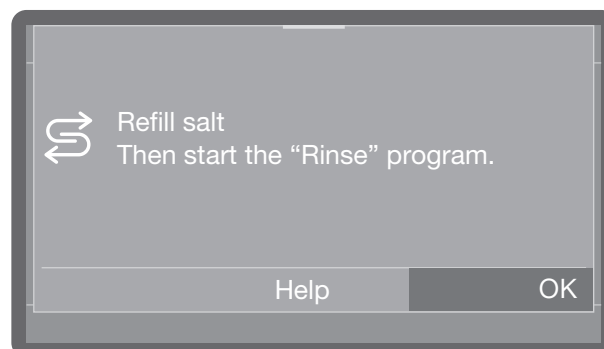 Refill salt
Then start the “Rinse” program.
Help
OK